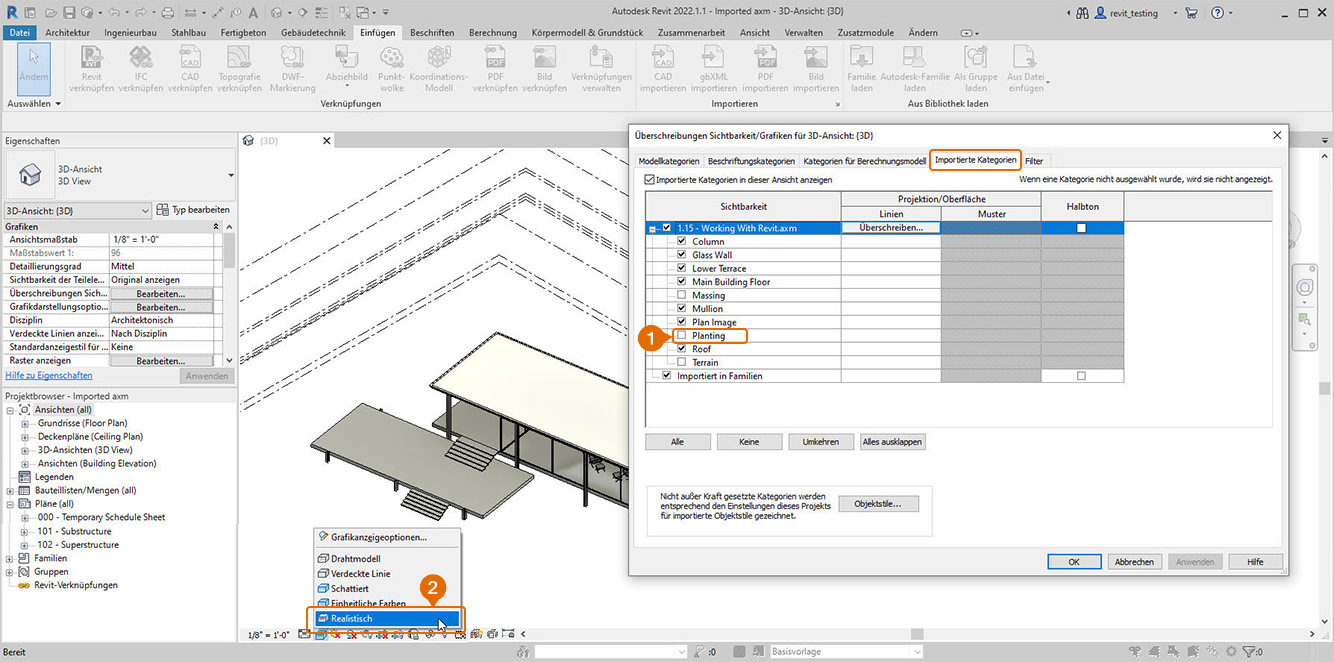 Autodesk Revit 2022.1.1 - Imported axm - 3D-Ansicht: {3D}
revit_testing
Datei Architektur Ingenieurbau Stahlbau Fertigbeton Gebäudetechnik Einfügen Beschriften Berechnung Körpermodell & Grundstück Zusammenarbeit Ansicht Verwalten Zusatzmodule Ändern
Ändern
Revit verknüpfen
IFC verknüpfen
CAD verknüpfen
Topografie verknüpfen
DWF-Markierung
Abziehbild
Punkt-wolke
Koordinations-Modell
PDF verknüpfen
Bild verknüpfen
Verknüpfungen verwalten
CAD importieren
gbXML importieren
PDF importieren
Bild importieren
Familie laden
Autodesk-Familie laden
Als Gruppe laden
Aus Datei einfügen
Auswählen
Verknüpfungen
Importieren
Aus Bibliothek laden
Eigenschaften
3D-Ansicht
3D View
3D-Ansicht: {3D}
Typ bearbeiten
Grafiken
Ansichtsmaßstab 1/8" = 1'-0"
Maßstabswert 1: 96
Detaillierungsgrad Mittel
Sichtbarkeit der Teilele... Original anzeigen
Überschreibungen Sich... Bearbeiten...
Grafikdarstellungsoptio... Bearbeiten...
Disziplin Architektonisch
Verdeckte Linien anzei... Nach Disziplin
Standardanzeigestil für ... Keine
Raster anzeigen Bearbeiten...
Hilfe zu Eigenschaften
Anwenden
Projektbrowser - Imported axm
Ansichten (all)
Grundrisse (Floor Plan)
Deckenpläne (Ceiling Plan)
3D-Ansichten (3D View)
Ansichten (Building Elevation)
Legenden
Bauteillisten/Mengen (all)
Pläne (all)
000 - Temporary Schedule Sheet
101 - Substructure
102 - Superstructure
Familien
Gruppen
Revit-Verknüpfungen
{3D}
Grafikanzeigeoptionen...
Drahtmodell
Verdeckte Linie
Schattiert
Einheitliche Farben
Realistisch
2
1/8" = 1'-0"
Überschreibungen Sichtbarkeit/Grafiken für 3D-Ansicht: {3D}
Modellkategorien Beschriftungskategorien Kategorien für Berechnungsmodell Importierte Kategorien Filter
Importierte Kategorien in dieser Ansicht anzeigen
Wenn eine Kategorie nicht ausgewählt wurde, wird sie nicht angezeigt.
Sichtbarkeit
Projektion/Oberfläche
Linien
Muster
Halbton
1.15 - Working With Revit.axm
Überschreiben...
Column
Glass Wall
Lower Terrace
Main Building Floor
Massing
Mullion
Plan Image
1
Planting
Roof
Terrain
Importiert in Familien
Alle
Keine
Umkehren
Alles ausklappen
Nicht außer Kraft gesetzte Kategorien werden
entsprechend den Einstellungen dieses Projekts
für importierte Objektstile gezeichnet.
Objektstile...
OK
Abbrechen
Anwenden
Hilfe
Bereit
:0
Basisvorlage
:0